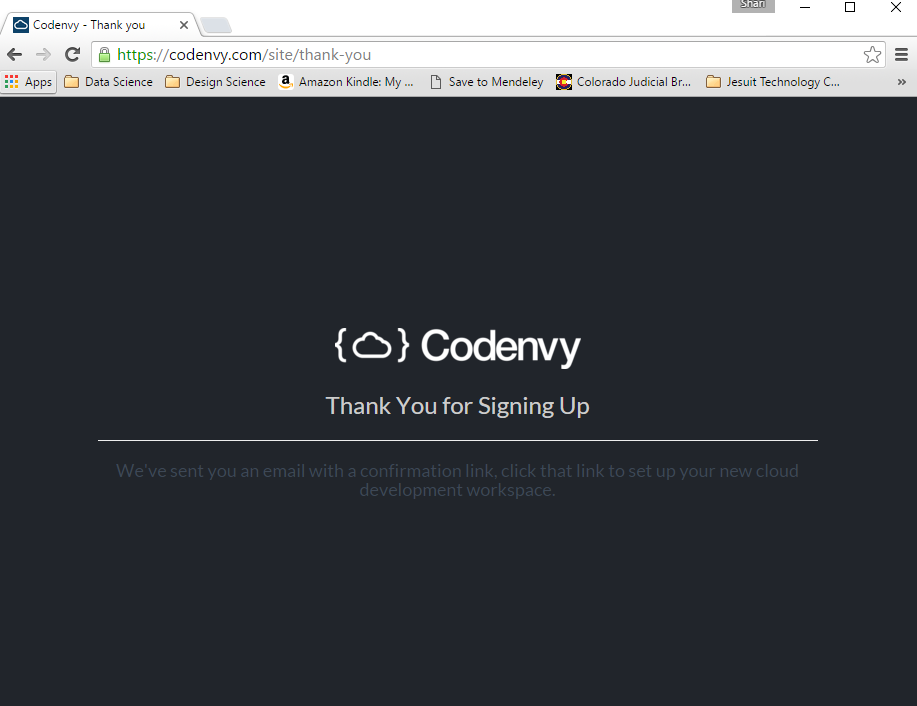 Shari
Codenvy - Thank you
https://codenvy.com/site/thank-you
Apps
Data Science
Design Science
Amazon Kindle: My ...
Save to Mendeley
Colorado Judicial Br...
Jesuit Technology C...
»
{ } Codenvy
Thank You for Signing Up
We've sent you an email with a confirmation link, click that link to set up your new cloud
development workspace.